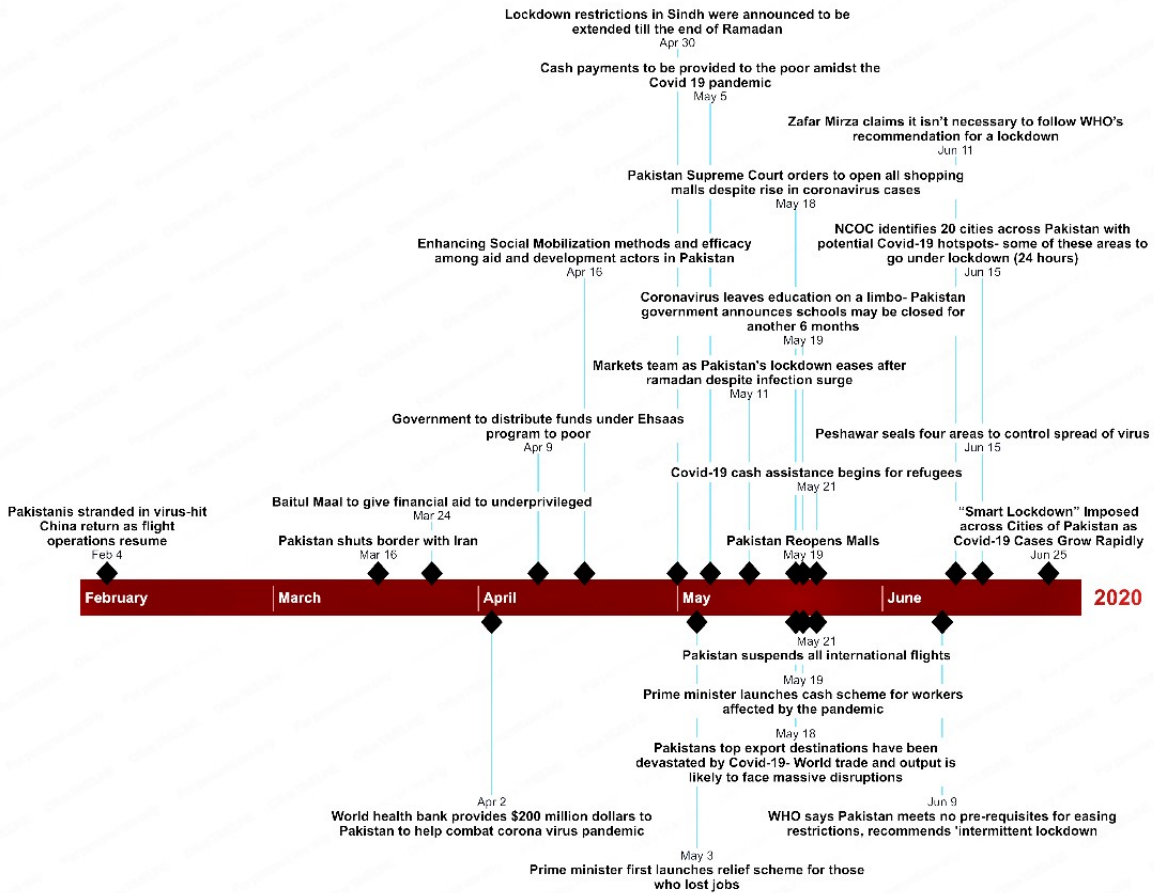 Lockdown restrictions in Sindh were announced to be
extended till the end of Ramadan
Apr 30
Cash payments to be provided to the poor amidst the
Covid 19 pandemic
May 5
Zafar Mirza claims it isn’t necessary to follow WHO’s
recommendation for a lockdown
Jun 11
Pakistan Supreme Court orders to open all shopping
malls despite rise in coronavirus cases
May 18
NCOC identifies 20 cities across Pakistan with
potential Covid-19 hotspots- some of these areas to
go under lockdown (24 hours)
Jun 15
Enhancing Social Mobilization methods and efficacy
among aid and development actors in Pakistan
Apr 16
Coronavirus leaves education on a limbo- Pakistan
government announces schools may be closed for
another 6 months
May 19
Markets team as Pakistan's lockdown eases after
ramadan despite infection surge
May 11
Government to distribute funds under Ehsaas
program to poor
Apr 9
Peshawar seals four areas to control spread of virus
Jun 15
Covid-19 cash assistance begins for refugees
May 21
Baitul Maal to give financial aid to underprivileged
Mar 24
Pakistanis stranded in virus-hit
China return as flight
operations resume
Feb 4
Pakistan shuts border with Iran
Mar 16
Pakistan Reopens Malls
May 19
“Smart Lockdown” Imposed
across Cities of Pakistan as
Covid-19 Cases Grow Rapidly
Jun 25
February March April May June 2020
May 21
Pakistan suspends all international flights
May 19
Prime minister launches cash scheme for workers
affected by the pandemic
May 18
Pakistans top export destinations have been
devastated by Covid-19- World trade and output is
likely to face massive disruptions
Apr 2
World health bank provides $200 million dollars to
Pakistan to help combat corona virus pandemic
Jun 9
WHO says Pakistan meets no pre-requisites for easing
restrictions, recommends 'intermittent lockdown
May 3
Prime minister first launches relief scheme for those
who lost jobs